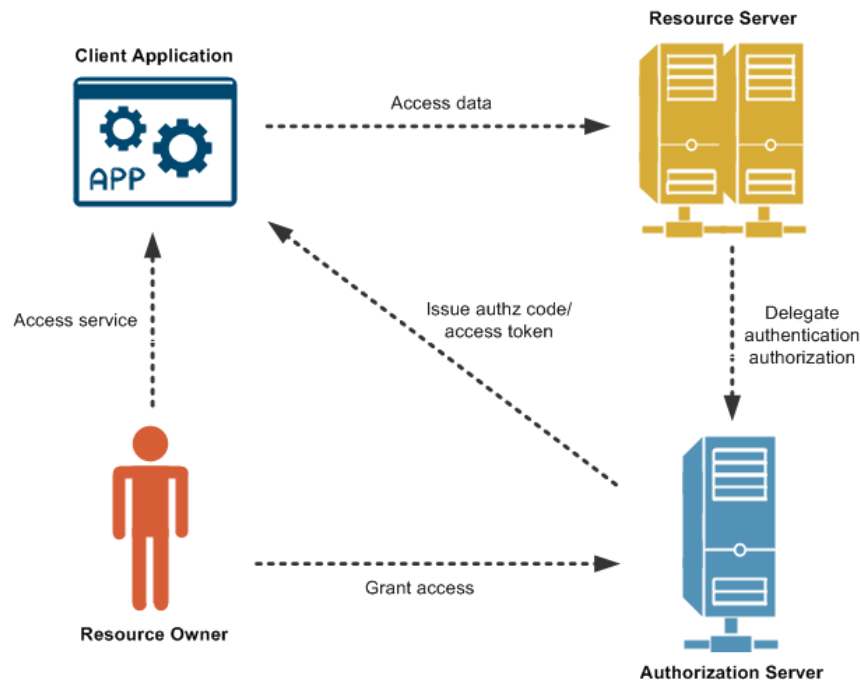 Resource Server
Client Application
Access data
APP
Access service
Issue authz code/
access token
Delegate
authentication
authorization
Grant access
Resource Owner
Authorization Server